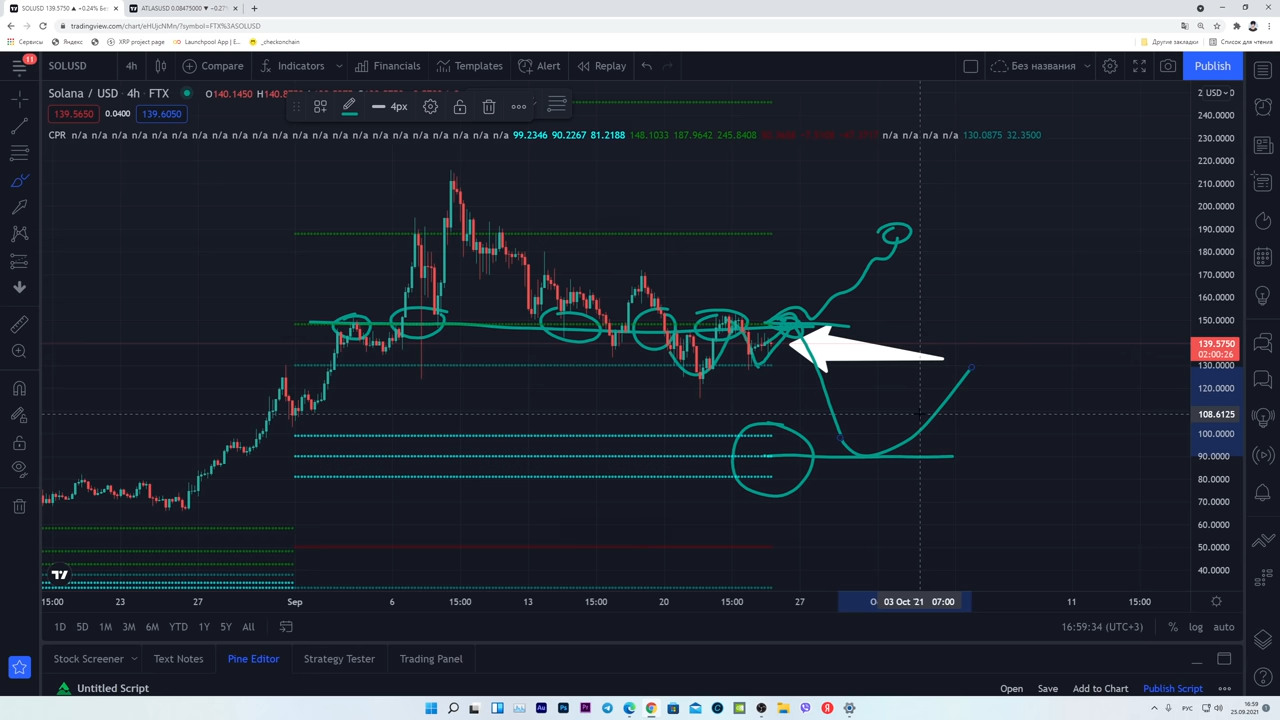 SOLUSD 139.5750 ▲ +0.24% Без
ATLASUSD 0.08475000 ▼ −0.27%
tradingview.com/chart/eHUjcNMn/?symbol=FTX%3ASOLUSD
Сервисы Яндекс XRP project page Launchpool App | E... _checkonchain Другие закладки Список для чтения
11 SOLUSD 4h Compare Indicators Financials Templates Alert Replay Без названия Publish
Solana / USD 4h FTX O140.1450
4px
139.5650 0.0400 139.6050
CPR n/a n/a n/a n/a n/a n/a n/a n/a n/a n/a n/a n/a n/a n/a n/a n/a n/a n/a n/a n/a n/a n/a n/a 99.2346 90.2267 81.2188 148.1033 187.9642 245.8408 n/a n/a n/a n/a 130.0875 32.3500
USD
240.0000
230.0000
220.0000
210.0000
200.0000
190.0000
180.0000
170.0000
160.0000
150.0000
139.5750
02:00:26
130.0000
120.0000
108.6125
100.0000
90.0000
80.0000
70.0000
60.0000
50.0000
40.0000
15:00 23 27 Sep 6 15:00 13 15:00 20 15:00 27 03 Oct '21 07:00 11 15:00
1D 5D 1M 3M 6M YTD 1Y 5Y All 16:59:34 (UTC+3) % log auto
Stock Screener Text Notes Pine Editor Strategy Tester Trading Panel
Untitled Script Open Save Add to Chart Publish Script
РУС 16:59
25.09.2021